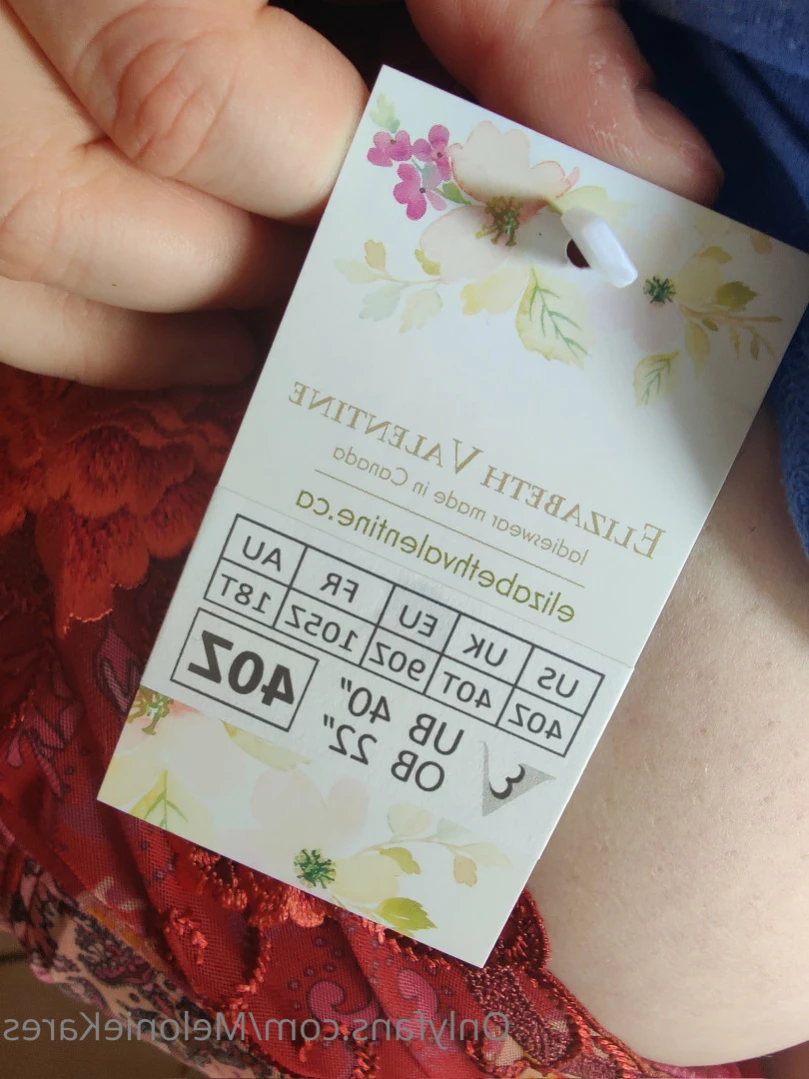 ELIZABETH VALENTINE
ladieswear made in Canada
elizabethvalentine.ca
US UK EU FR AU
40Z 40T 90Z 105Z 18T
3 UB 40" 40Z
OB 22"
Onlyfans.com/MelonieKares